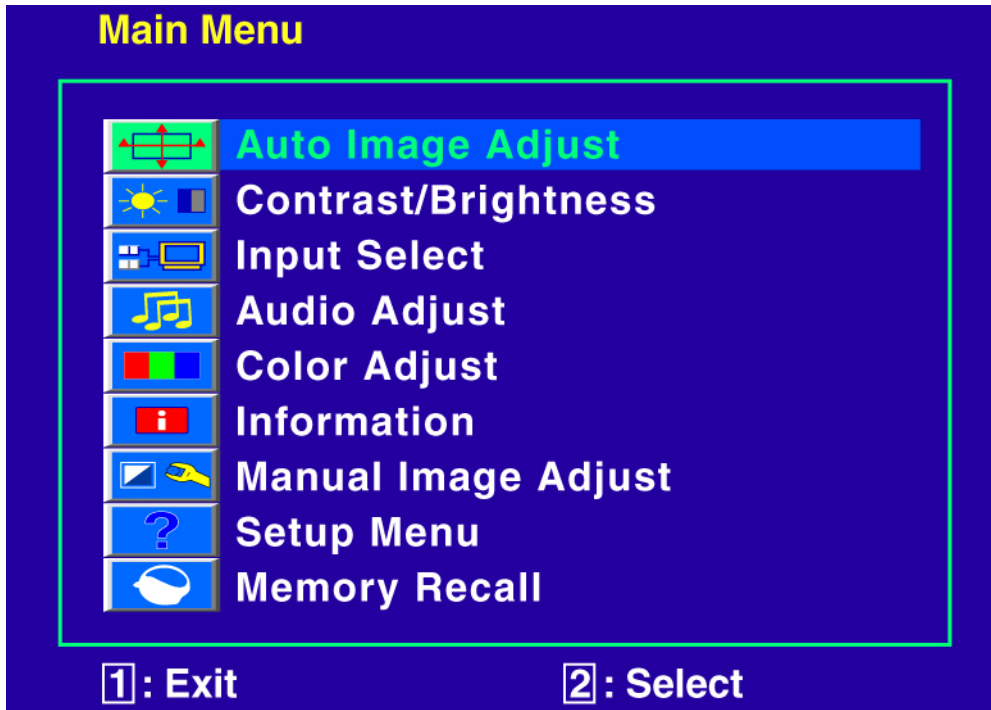 Main Menu
Auto Image Adjust
Contrast/Brightness
Input Select
Audio Adjust
Color Adjust
i Information
Manual Image Adjust
? Setup Menu
Memory Recall
1: Exit 2: Select